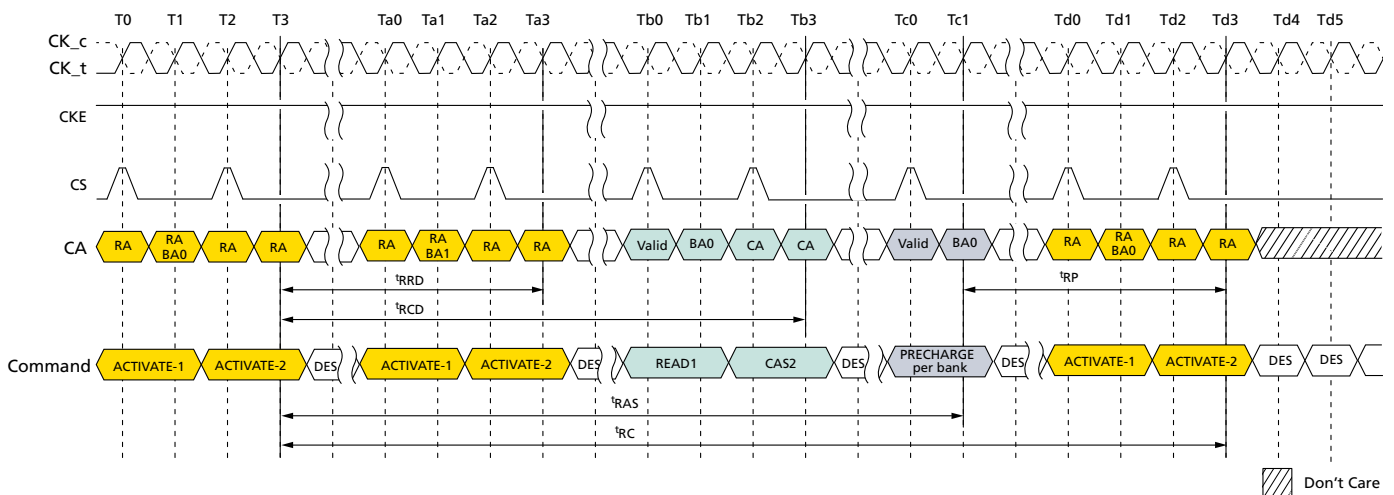 T0 T1 T2 T3 Ta0 Ta1 Ta2 Ta3 Tb0 Tb1 Tb2 Tb3 Tc0 Tc1 Td0 Td1 Td2 Td3 Td4 Td5
CK_c
CK_t
CKE
CS
CA RA RA BA0 RA RA RA RA BA1 RA RA Valid BA0 CA CA Valid BA0 RA RA BA0 RA RA
tRRD tRP
tRCD
Command ACTIVATE-1 ACTIVATE-2 DES ACTIVATE-1 ACTIVATE-2 DES READ1 CAS2 DES PRECHARGE per bank DES ACTIVATE-1 ACTIVATE-2 DES DES
tRAS
tRC
Don't Care